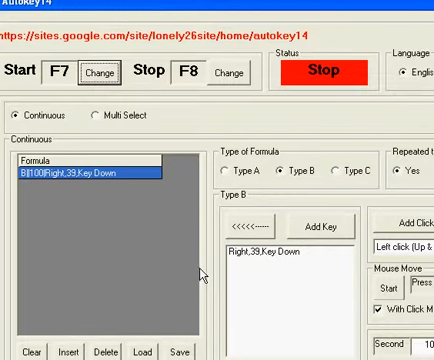 Autokey14
https://sites.google.com/site/lonely26site/home/autokey14
Start F7 Change Stop F8 Change
Status
Stop
Language
English
Continuous Multi Select
Continuous
Formula
B||100|Right,39,Key Down
Clear Insert Delete Load Save
Type of Formula
Type A Type B Type C
Repeated
Yes
Type B
<<<<<------ Add Key
Right,39,Key Down
Add Click
Left click (Up &
Mouse Move
Start Press
With Click M
Second 10